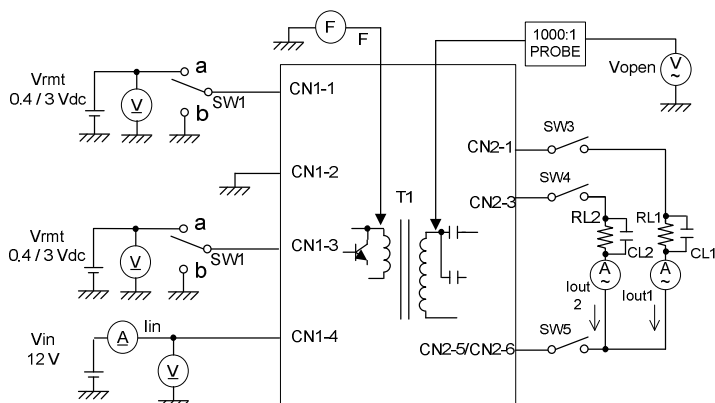 F
F
1000:1
PROBE
Vopen
V
~
Vrmt
0.4 / 3 Vdc
V
a
b
SW1
CN1-1
CN1-2
CN2-1
SW3
SW4
CN2-3
T1
RL2
RL1
CL2
CL1
Vrmt
0.4 / 3 Vdc
V
a
b
SW1
CN1-3
A
~
A
~
Iout
2
Iout1
Vin
12 V
A
Iin
V
CN1-4
CN2-5/CN2-6
SW5